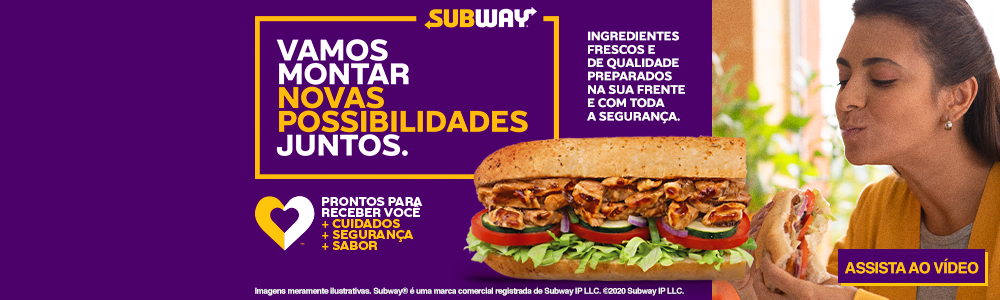 SUBWAY
VAMOS
MONTAR
NOVAS
POSSIBILIDADES
JUNTOS.
INGREDIENTES
FRESCOS E
DE QUALIDADE
PREPARADOS
NA SUA FRENTE
E COM TODA
A SEGURANÇA.
PRONTOS PARA
RECEBER VOCÊ
+ CUIDADOS
+ SEGURANÇA
+ SABOR
ASSISTA AO VÍDEO
Imagens meramente ilustrativas. Subway® é uma marca comercial registrada de Subway IP LLC. ©2020 Subway IP LLC.